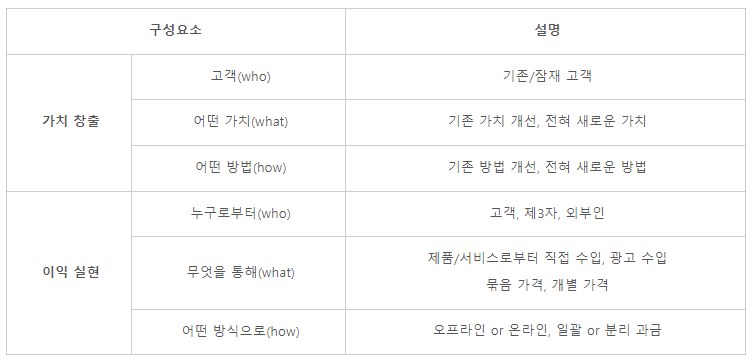 구성요소
설명
가치 창출
고객(who)
기존/잠재 고객
어떤 가치(what)
기존 가치 개선, 전혀 새로운 가치
어떤 방법(how)
기존 방법 개선, 전혀 새로운 방법
이익 실현
누구로부터(who)
고객, 제3자, 외부인
무엇을 통해(what)
제품/서비스로부터 직접 수입, 광고 수입
묶음 가격, 개별 가격
어떤 방식으로(how)
오프라인 or 온라인, 일괄 or 분리 과금